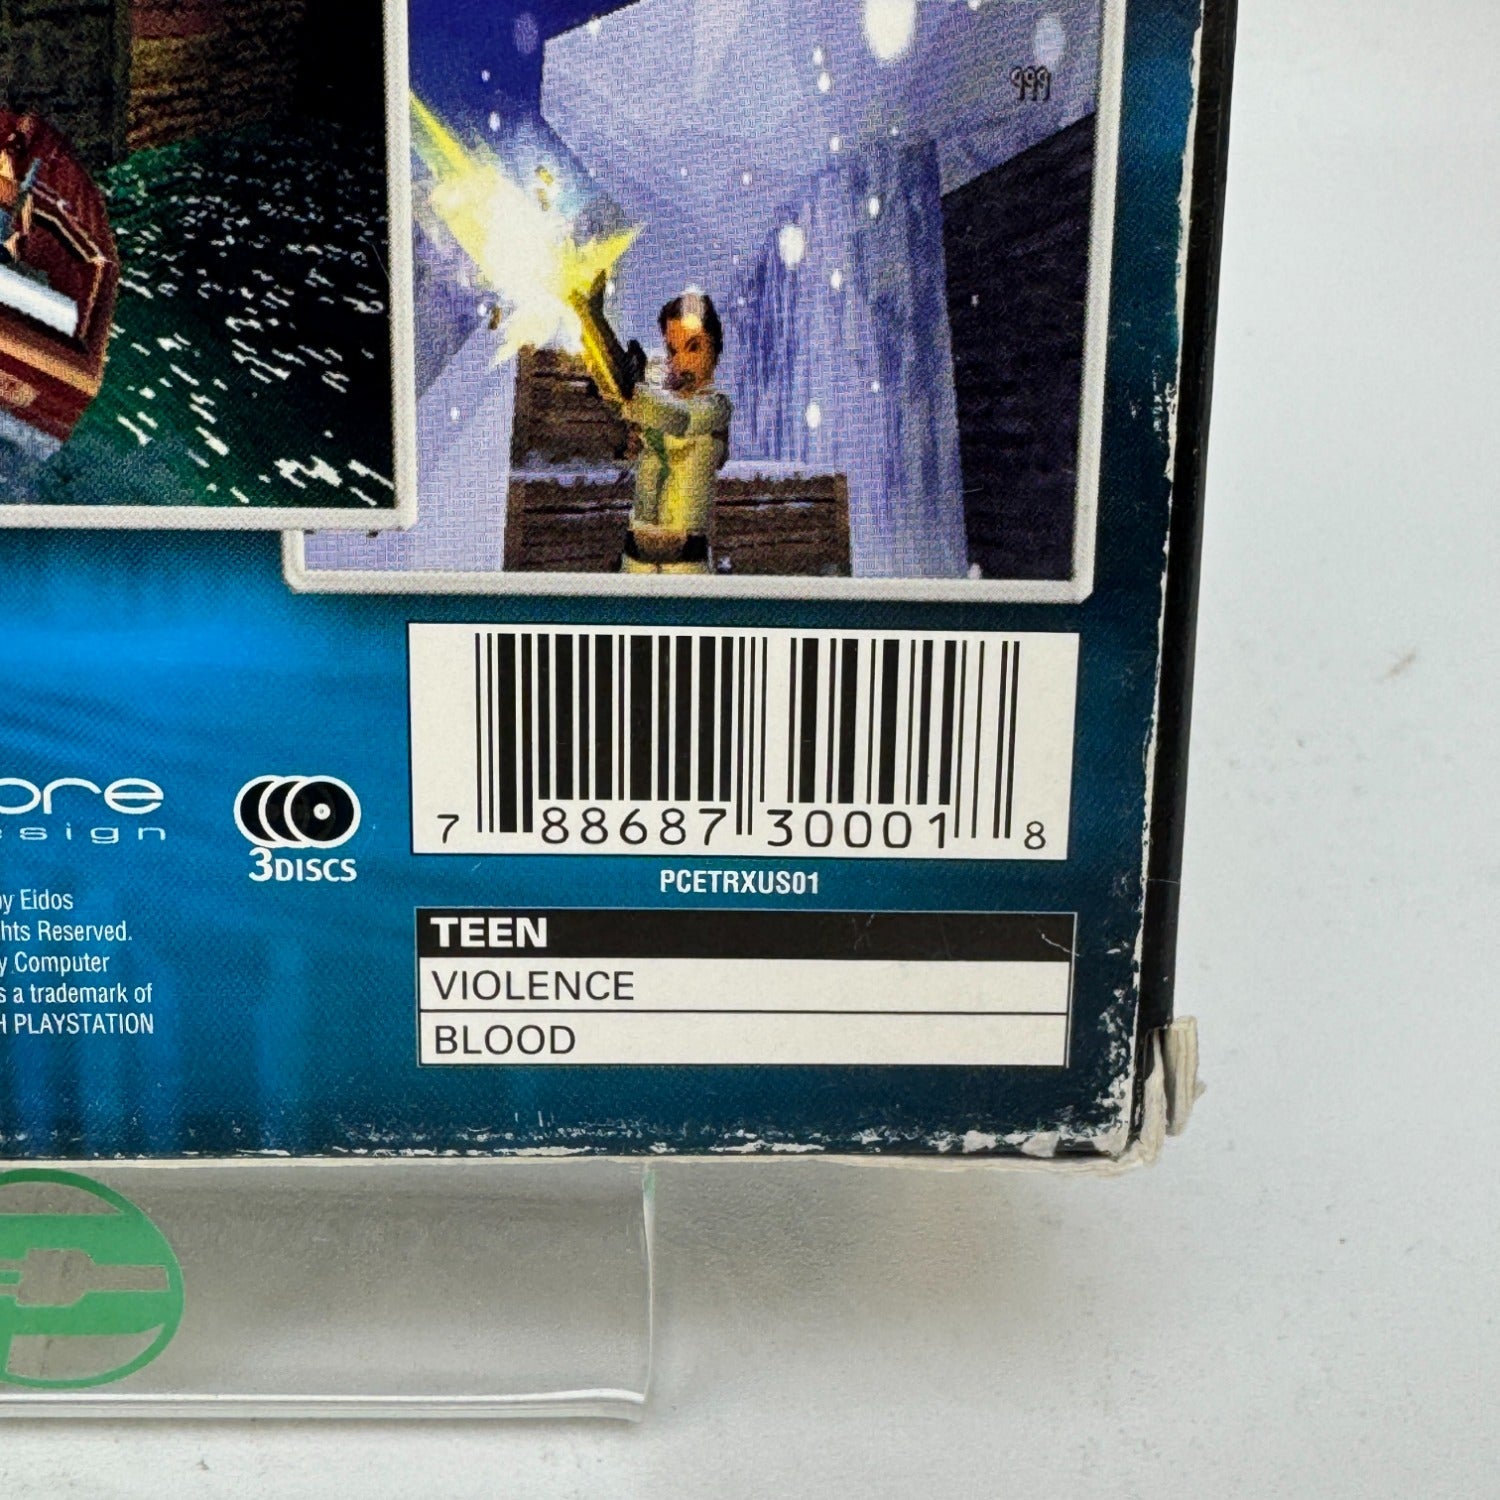 999
ore
esign
3DISCS
7 88687 30001 8
PCETRXUS01
y Eidos
hts Reserved.
y Computer
s a trademark of
H PLAYSTATION
TEEN
VIOLENCE
BLOOD